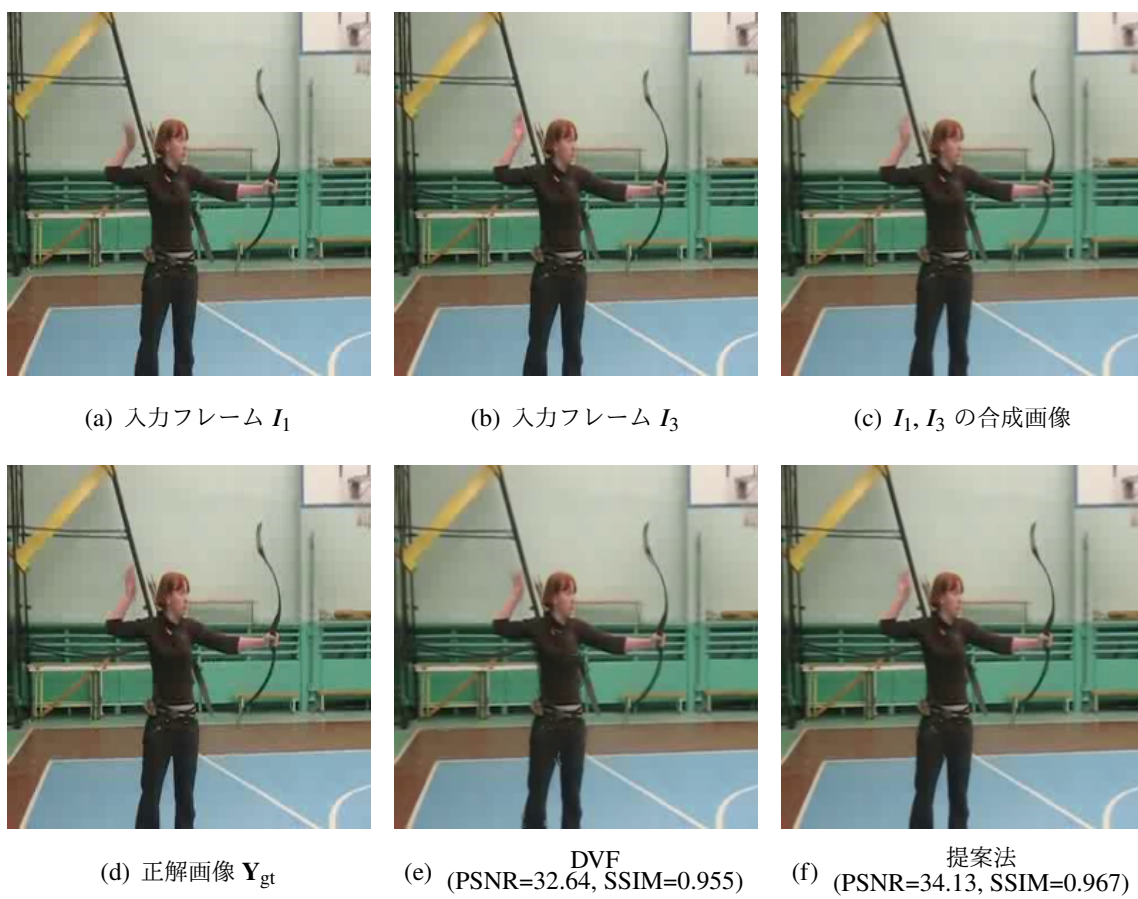 (a) 入力フレーム I₁
(b) 入力フレーム I₃
(c) I₁, I₃ の合成画像
(d) 正解画像 Y_gt
(e) DVF
(PSNR=32.64, SSIM=0.955)
(f) 提案法
(PSNR=34.13, SSIM=0.967)